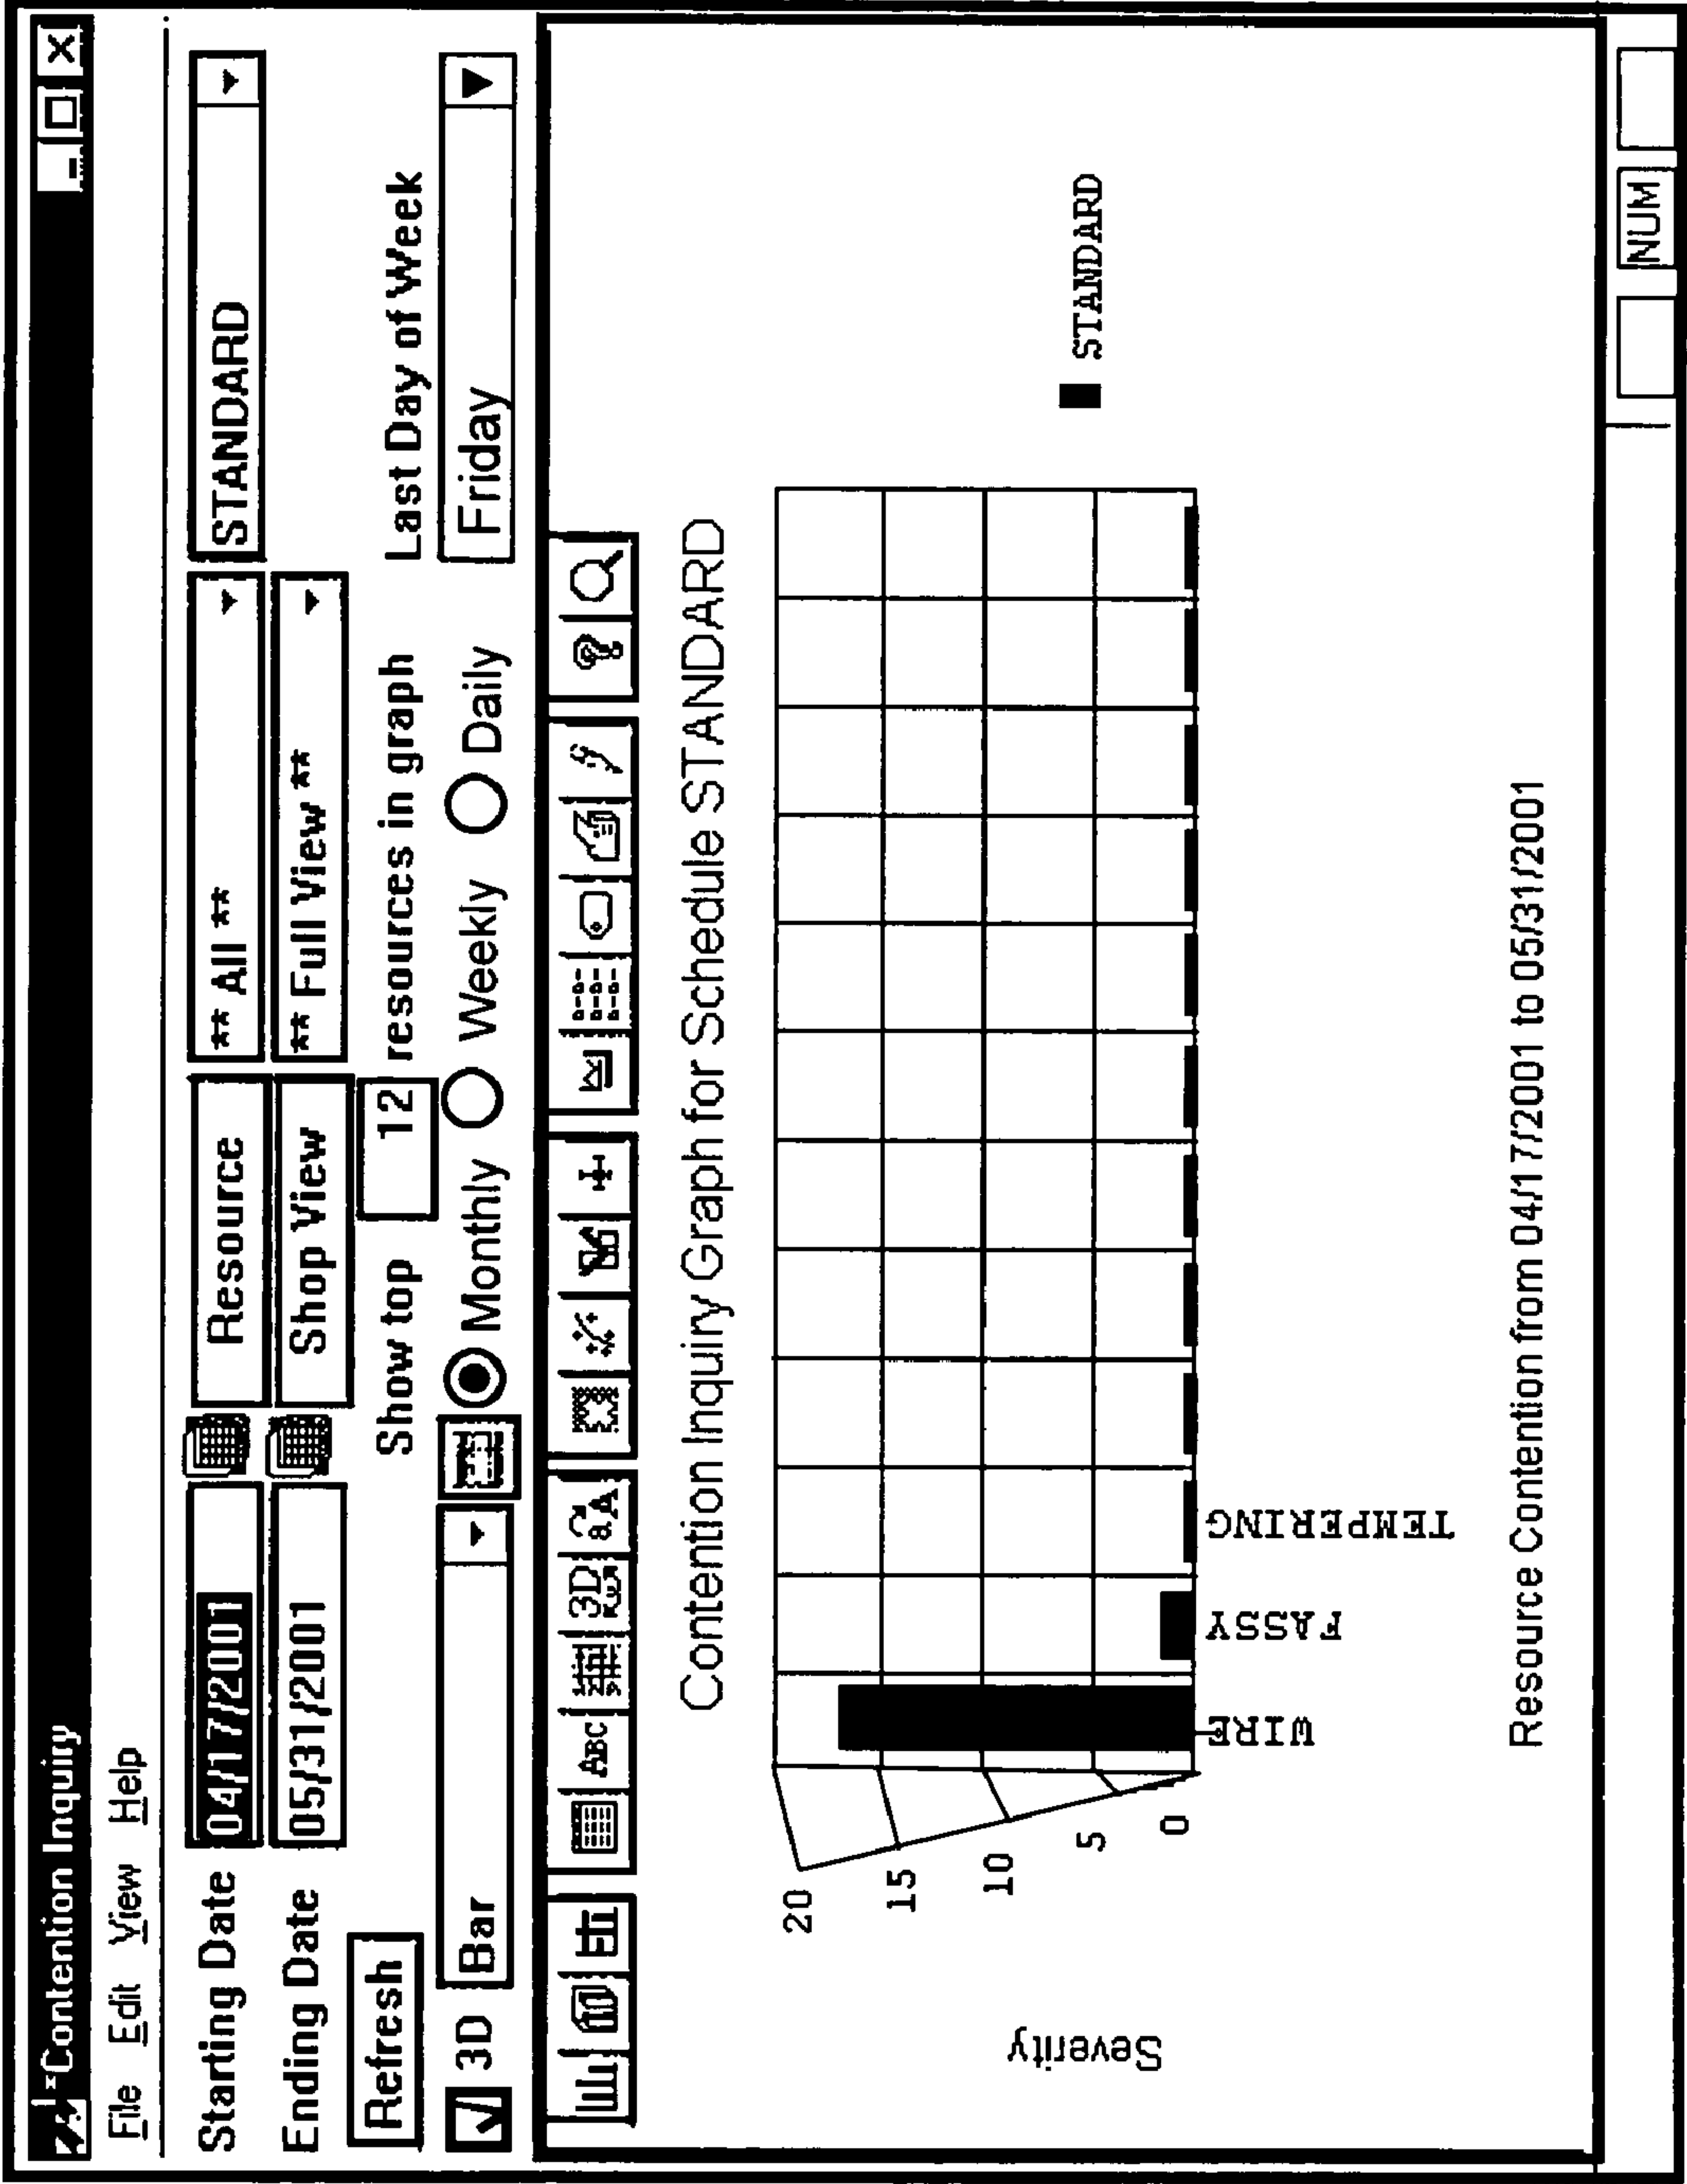 Contention Inquiry
File Edit View Help
Starting Date 04/17/2001 Resource ** All ** STANDARD
Ending Date 05/31/2001 Shop View ** Full View **
Refresh Show top 12 resources in graph Last Day of Week
3D Bar Monthly Weekly Daily Friday
ABC 3D aA ?
Contention Inquiry Graph for Schedule STANDARD
20
15
10
5
0
Severity
STANDARD
WIRE FASSY TEMPERING
Resource Contention from 04/17/2001 to 05/31/2001
NUM